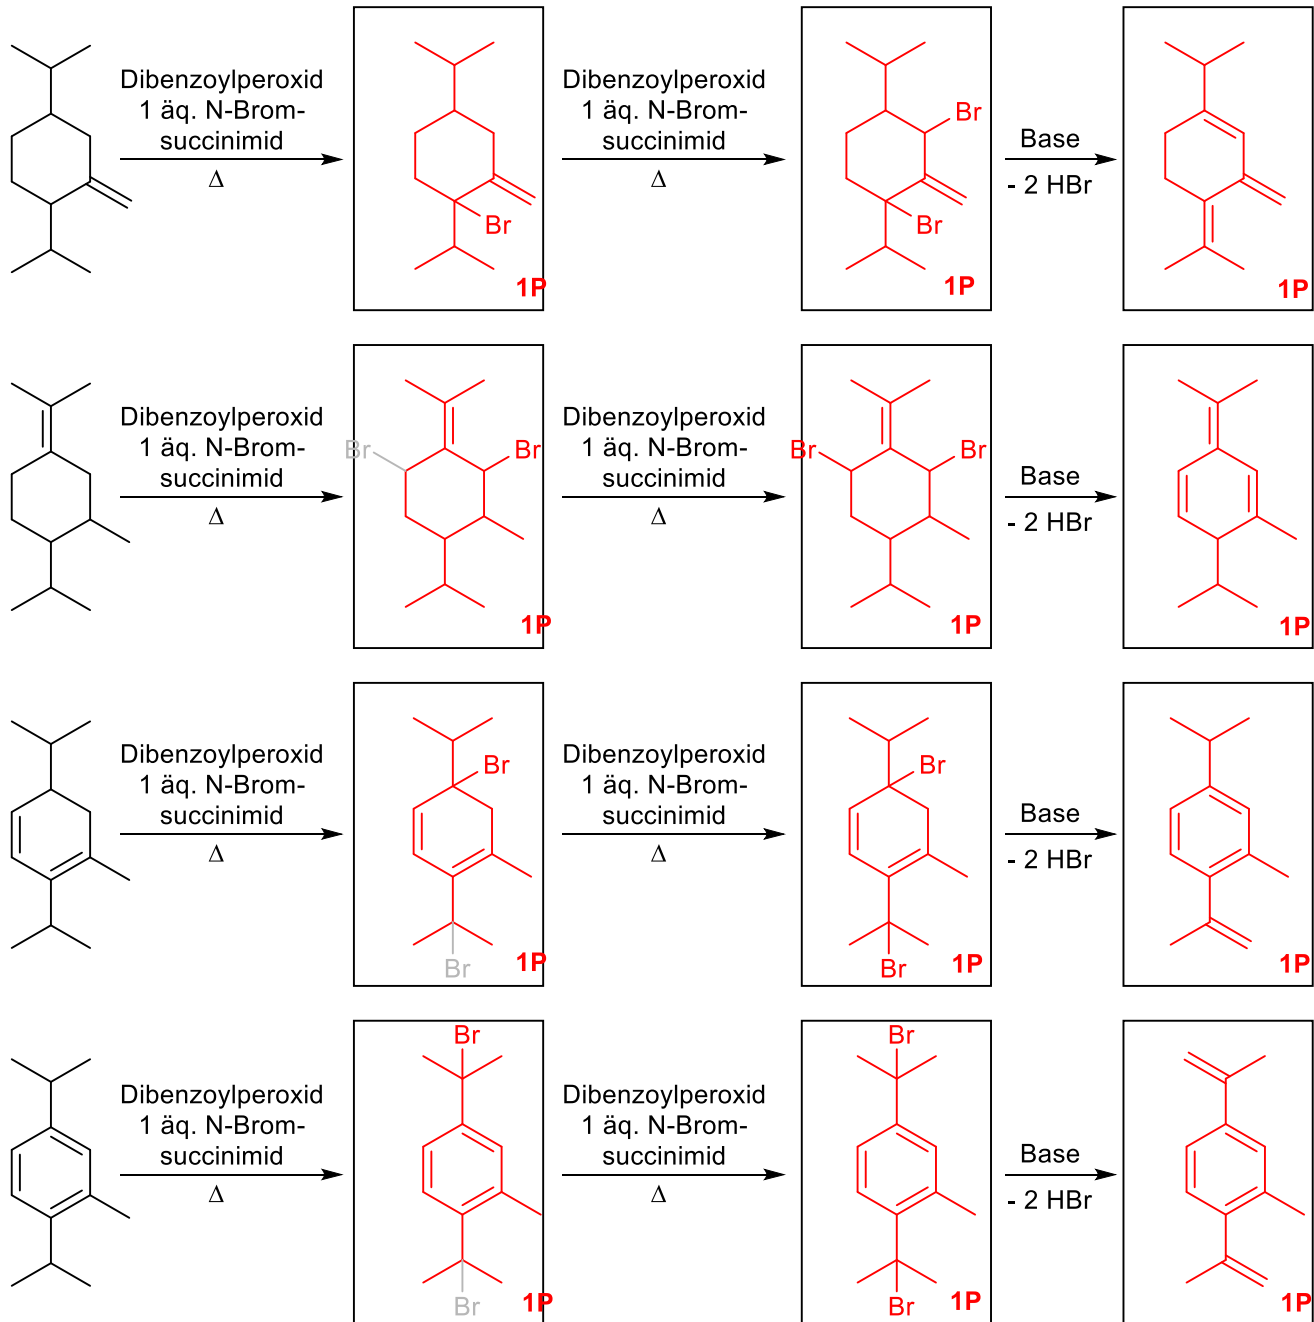 Dibenzoylperoxid
1 äq. N-Brom-
succinimid
Δ
Br
1P
Dibenzoylperoxid
1 äq. N-Brom-
succinimid
Δ
Br
Br
1P
Base
- 2 HBr
1P
Dibenzoylperoxid
1 äq. N-Brom-
succinimid
Δ
Br
Br
1P
Dibenzoylperoxid
1 äq. N-Brom-
succinimid
Δ
Br
Br
1P
Base
- 2 HBr
1P
Dibenzoylperoxid
1 äq. N-Brom-
succinimid
Δ
Br
Br
1P
Dibenzoylperoxid
1 äq. N-Brom-
succinimid
Δ
Br
Br
1P
Base
- 2 HBr
1P
Dibenzoylperoxid
1 äq. N-Brom-
succinimid
Δ
Br
Br
1P
Dibenzoylperoxid
1 äq. N-Brom-
succinimid
Δ
Br
Br
1P
Base
- 2 HBr
1P